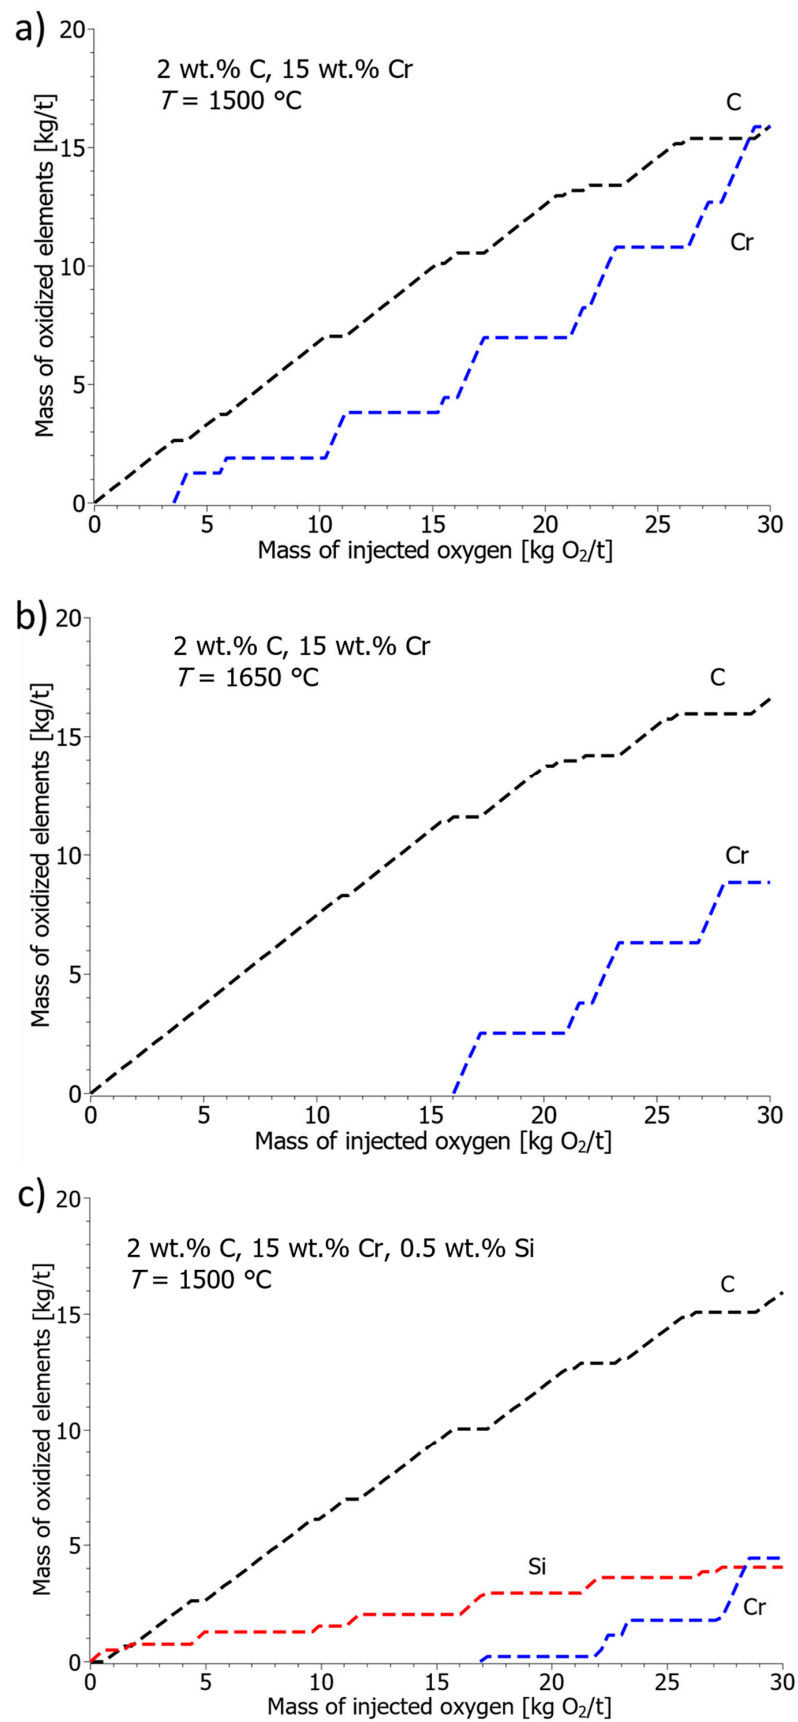 a)
20
15
10
5
0
Mass of oxidized elements [kg/t]
2 wt.% C, 15 wt.% Cr
T = 1500 °C
C
Cr
0 5 10 15 20 25 30
Mass of injected oxygen [kg O₂/t]
b)
20
15
10
5
0
Mass of oxidized elements [kg/t]
2 wt.% C, 15 wt.% Cr
T = 1650 °C
C
Cr
0 5 10 15 20 25 30
Mass of injected oxygen [kg O₂/t]
c)
20
15
10
5
0
Mass of oxidized elements [kg/t]
2 wt.% C, 15 wt.% Cr, 0.5 wt.% Si
T = 1500 °C
C
Si
Cr
0 5 10 15 20 25 30
Mass of injected oxygen [kg O₂/t]